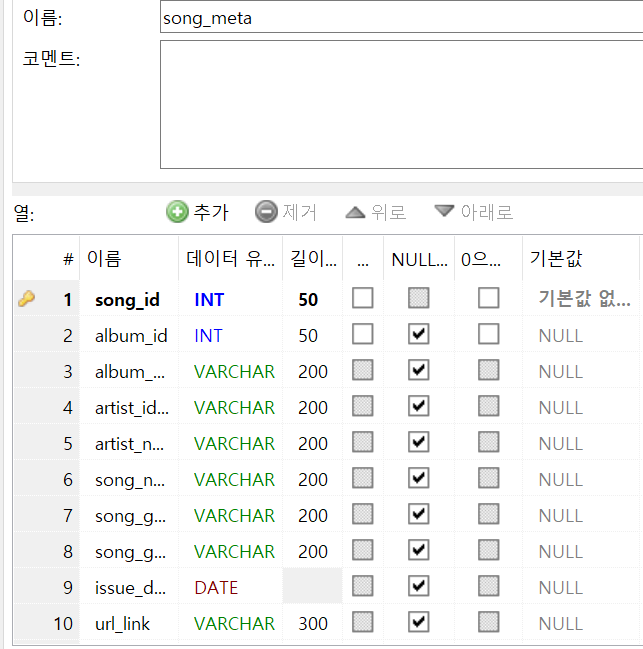 이름: song_meta
코멘트:
열: 추가 제거 위로 아래로
# 이름 데이터 유... 길이... ... NULL... 0으... 기본값
1 song_id INT 50 기본값 없...
2 album_id INT 50 NULL
3 album_... VARCHAR 200 NULL
4 artist_id... VARCHAR 200 NULL
5 artist_n... VARCHAR 200 NULL
6 song_n... VARCHAR 200 NULL
7 song_g... VARCHAR 200 NULL
8 song_g... VARCHAR 200 NULL
9 issue_d... DATE NULL
10 url_link VARCHAR 300 NULL